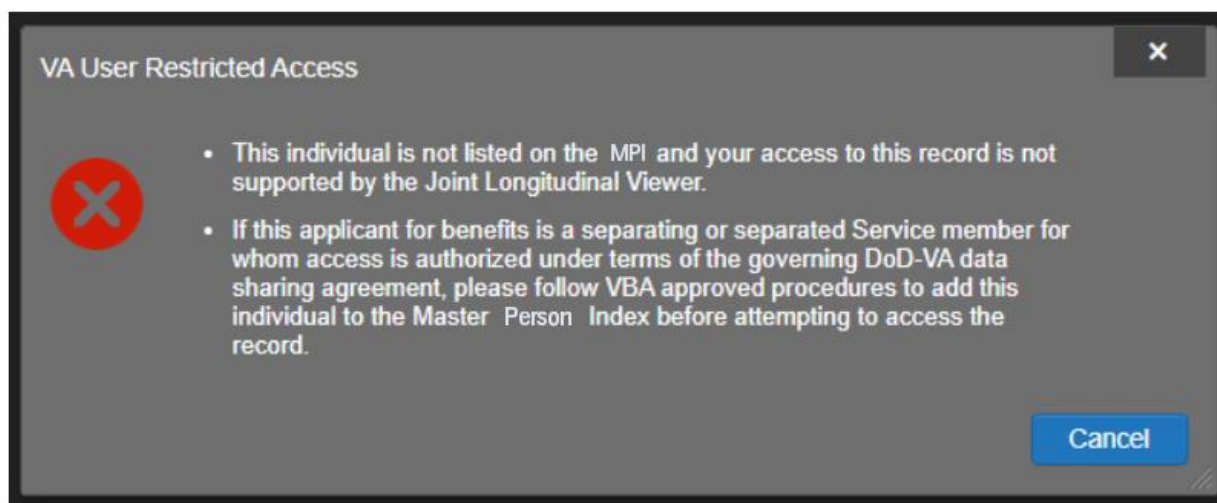 VA User Restricted Access
×
• This individual is not listed on the MPI and your access to this record is not
supported by the Joint Longitudinal Viewer.
• If this applicant for benefits is a separating or separated Service member for
whom access is authorized under terms of the governing DoD-VA data
sharing agreement, please follow VBA approved procedures to add this
individual to the Master Person Index before attempting to access the
record.
Cancel